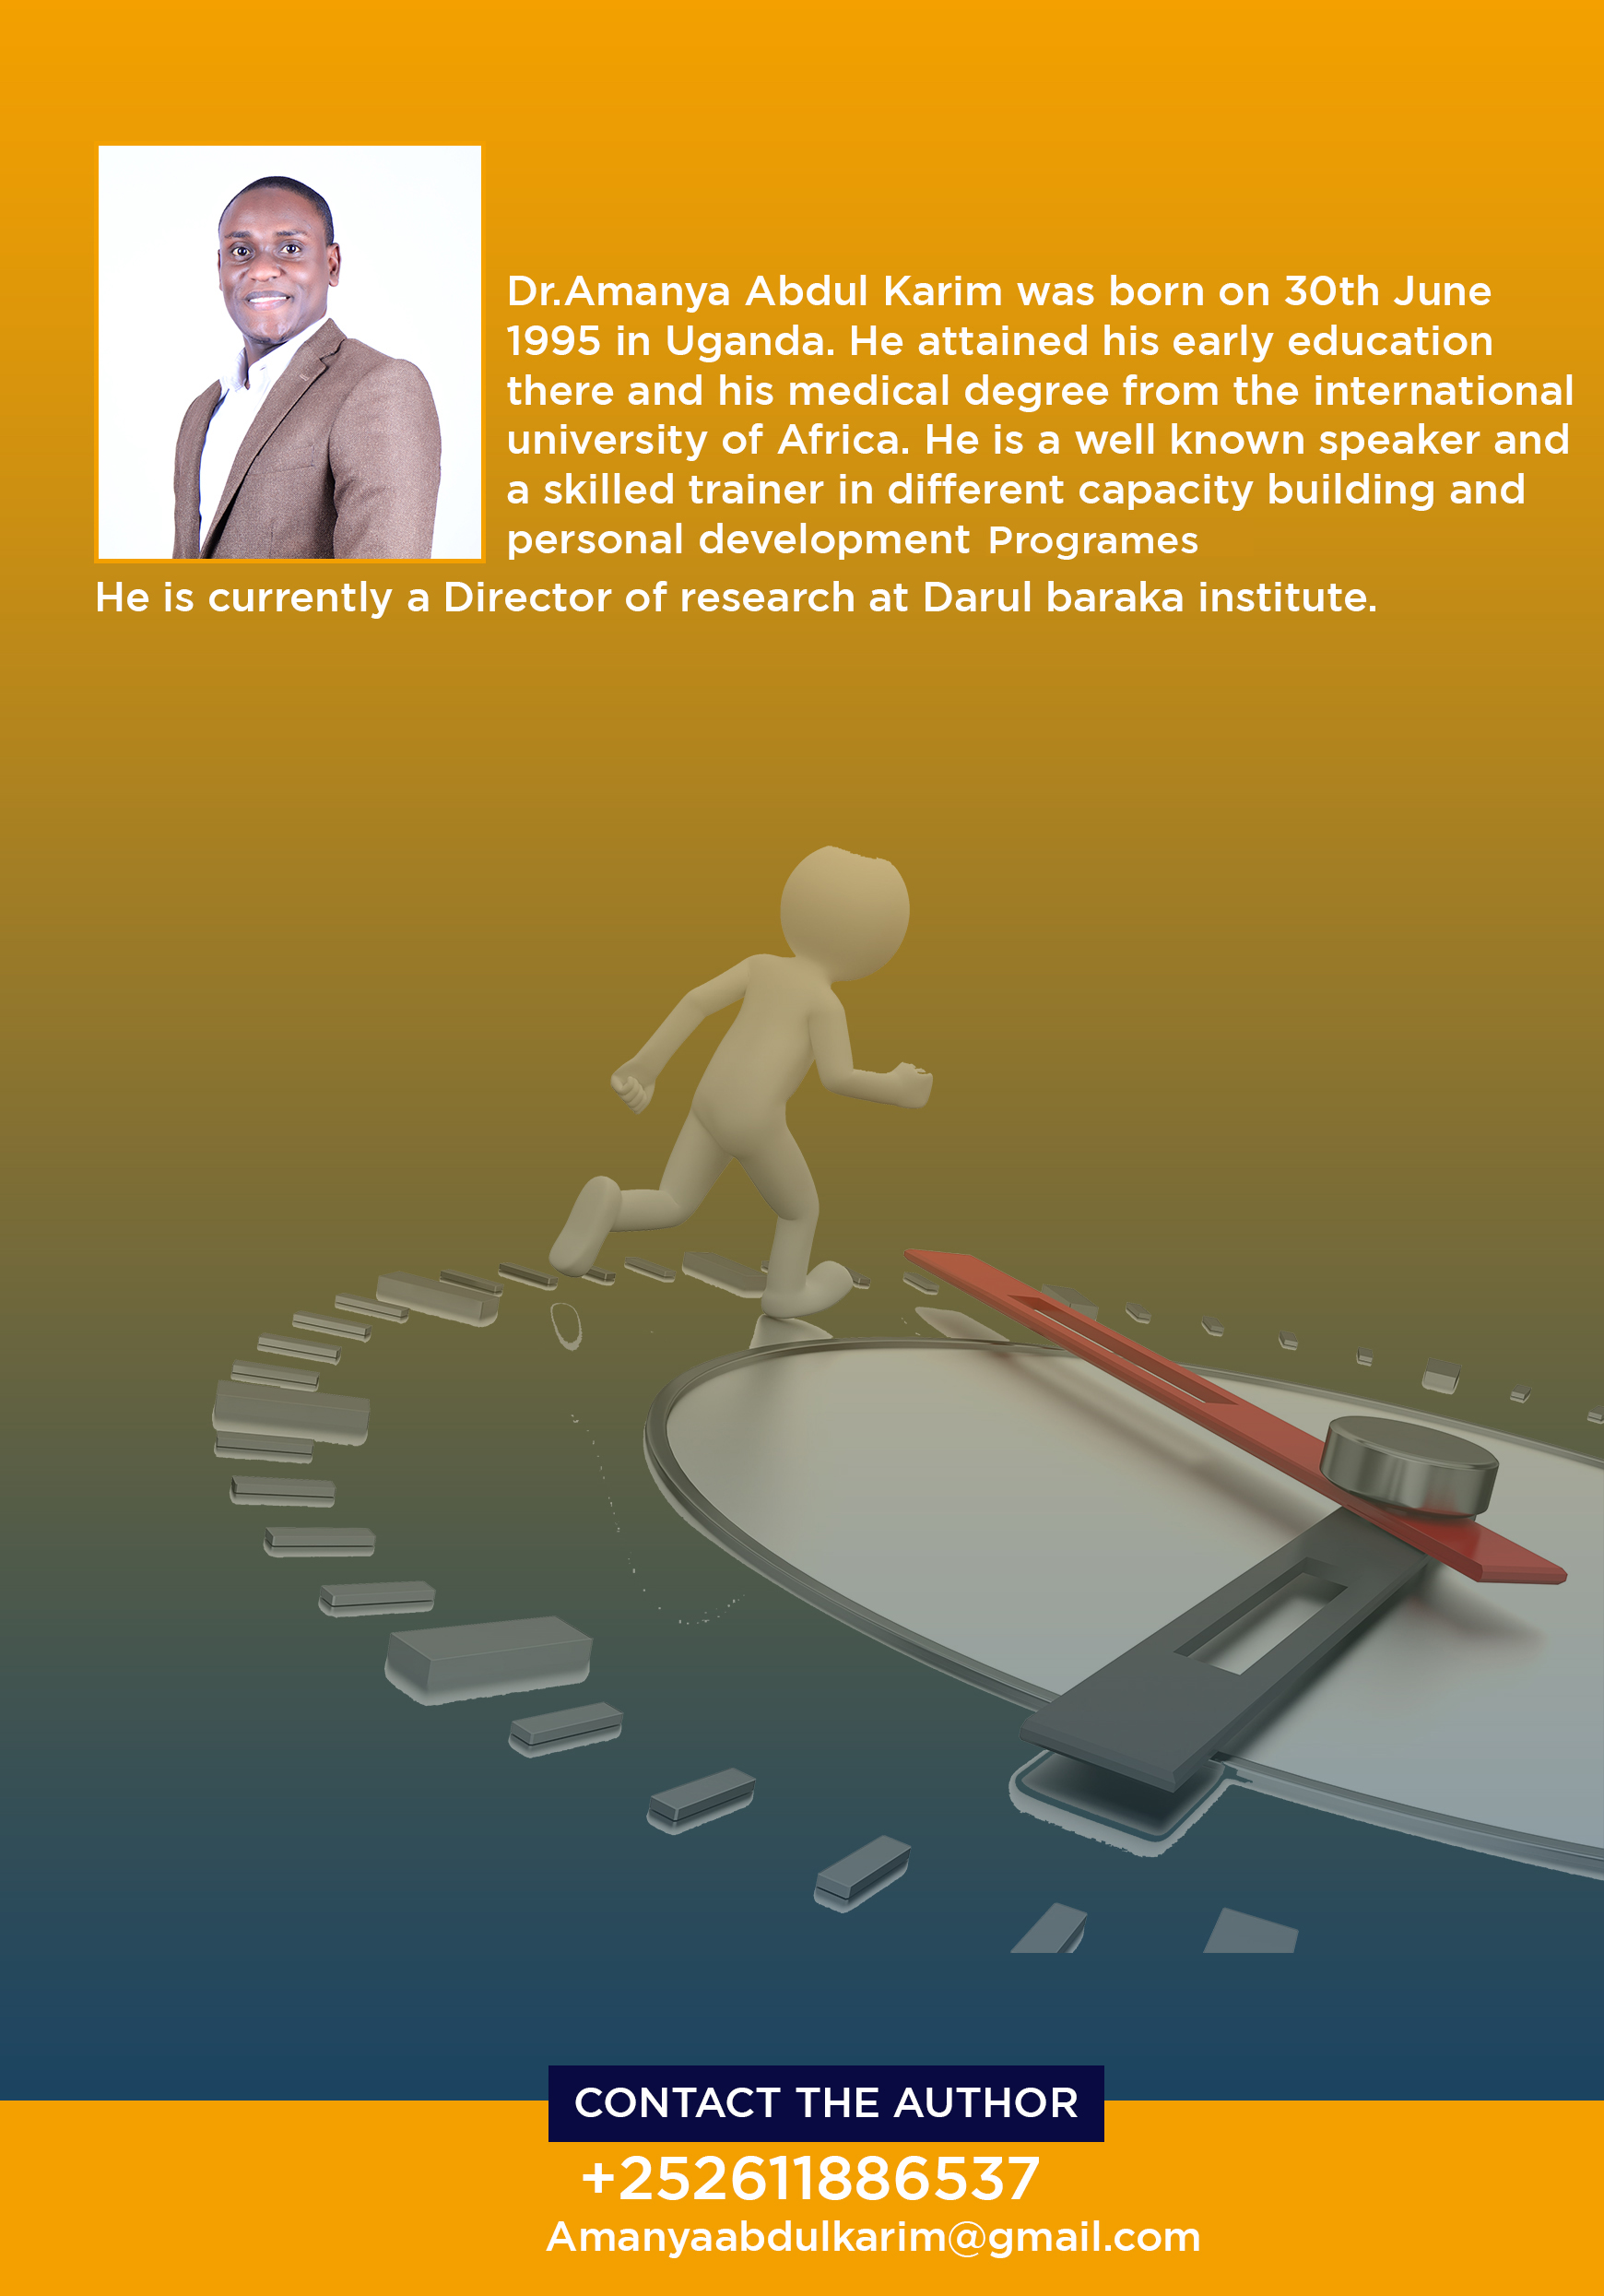 Dr.Amanya Abdul Karim was born on 30th June
1995 in Uganda. He attained his early education
there and his medical degree from the international
university of Africa. He is a well known speaker and
a skilled trainer in different capacity building and
personal development Programes
He is currently a Director of research at Darul baraka institute.
CONTACT THE AUTHOR
+252611886537
Amanyaabdulkarim@gmail.com